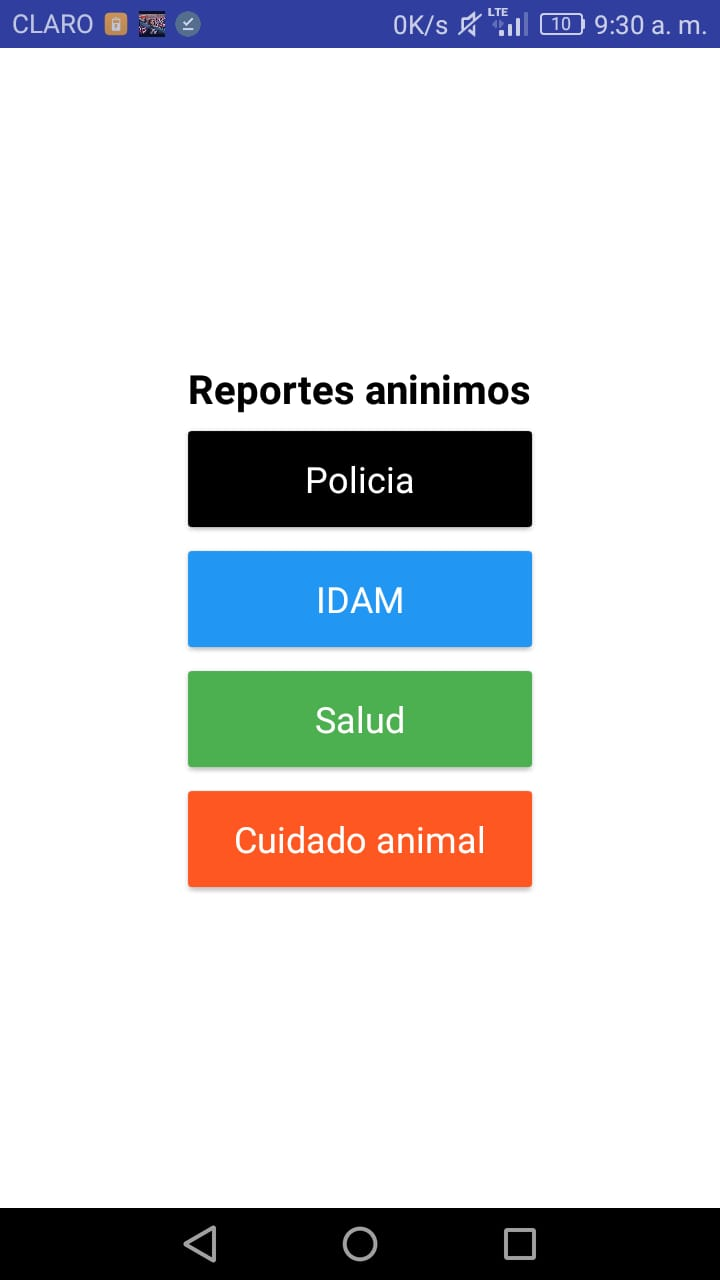 CLARO 0K/s LTE 10 9:30 a. m.
Reportes aninimos
Policia
IDAM
Salud
Cuidado animal